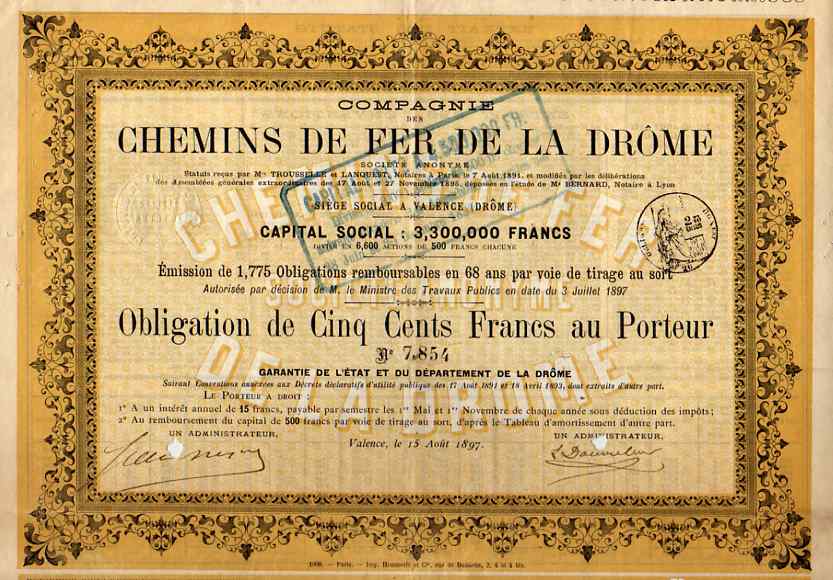 COMPAGNIE
DES
CHEMINS DE FER DE LA DRÔME
SOCIÉTÉ ANONYME
Statuts reçus par Mes TROUSSELLE et LANQUEST, Notaires à Paris, le 7 Août 1891, et modifiés par les délibérations
des Assemblées générales extraordinaires des 17 Août et 27 Novembre 1895, déposées en l'étude de Me BERNARD, Notaire à Lyon
SIÈGE SOCIAL A VALENCE (DRÔME)
CAPITAL SOCIAL : 3,300,000 FRANCS
DIVISÉ EN 6,600 ACTIONS DE 500 FRANCS CHACUNE
Émission de 1,775 Obligations remboursables en 68 ans par voie de tirage au sort
Autorisée par décision de M. le Ministre des Travaux Publics en date du 3 Juillet 1897
Obligation de Cinq Cents Francs au Porteur
No 7.854
GARANTIE DE L'ÉTAT ET DU DÉPARTEMENT DE LA DRÔME
Suivant Conventions annexées aux Décrets déclaratifs d'utilité publique des 17 Août 1891 et 18 Avril 1893, dont extraits d'autre part.
LE PORTEUR A DROIT :
1° A un intérêt annuel de 15 francs, payable par semestre les 1er Mai et 1er Novembre de chaque année sous déduction des impôts;
2° Au remboursement du capital de 500 francs par voie de tirage au sort, d'après le Tableau d'amortissement d'autre part.
UN ADMINISTRATEUR, UN ADMINISTRATEUR,
Valence, le 15 Août 1897.
CHEMINS DE FER
SOCIÉTÉ ANONYME
DE LA DRÔME